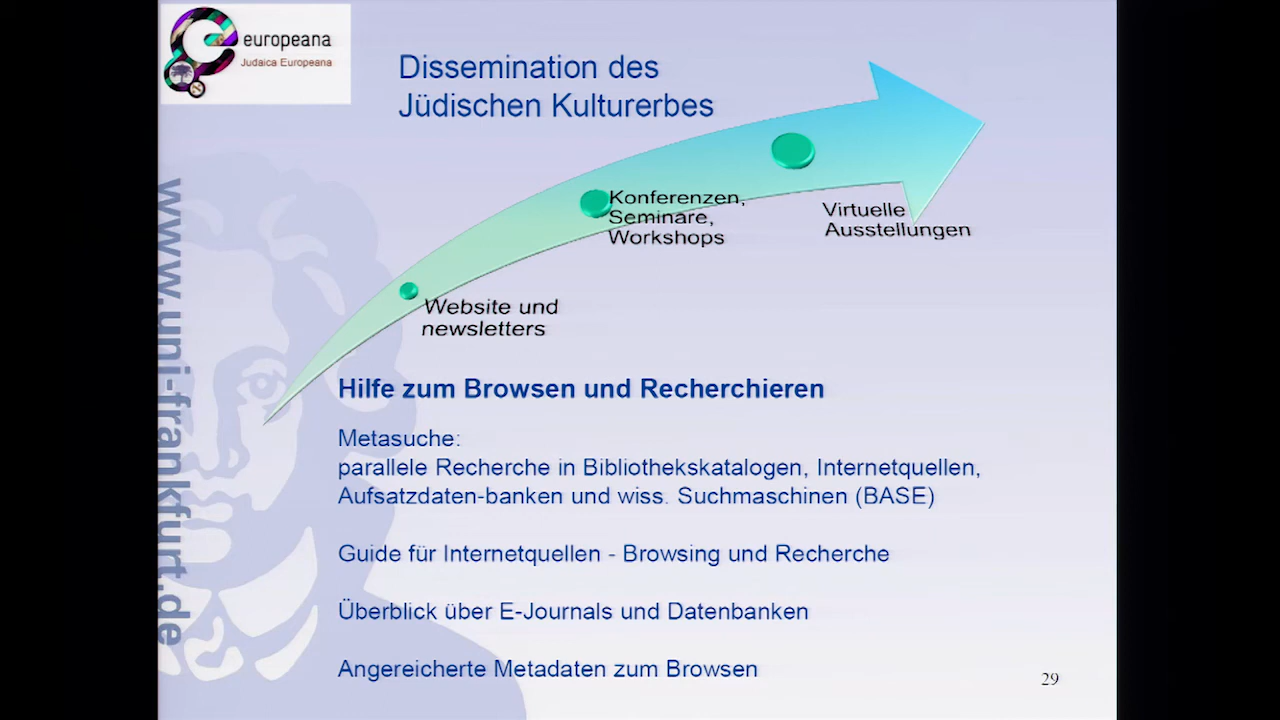 europeana
Judaica Europeana
Dissemination des
Jüdischen Kulturerbes
Konferenzen,
Seminare,
Workshops
Virtuelle
Ausstellungen
Website und
newsletters
www.uni-frankfurt.de
Hilfe zum Browsen und Recherchieren
Metasuche:
parallele Recherche in Bibliothekskatalogen, Internetquellen,
Aufsatzdaten-banken und wiss. Suchmaschinen (BASE)
Guide für Internetquellen - Browsing und Recherche
Überblick über E-Journals und Datenbanken
Angereicherte Metadaten zum Browsen
29